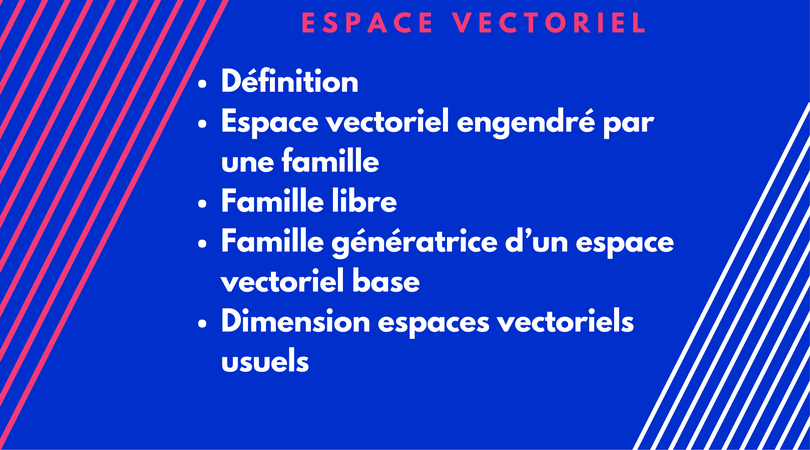 ESPACE VECTORIEL
• Définition
• Espace vectoriel engendré par
une famille
• Famille libre
• Famille génératrice d’un espace
vectoriel base
• Dimension espaces vectoriels
usuels